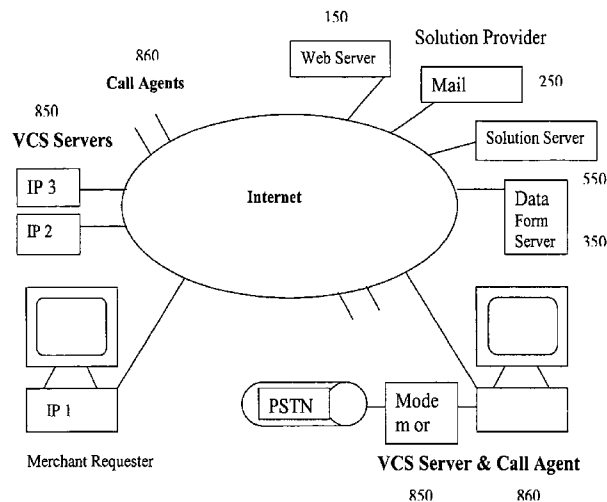 150
Web Server
Solution Provider
Mail
250
860
Call Agents
850
VCS Servers
Solution Server
IP 3
IP 2
Internet
550
Data
Form
Server
350
IP 1
PSTN
Mode
m or
Merchant Requester
VCS Server & Call Agent
850
860